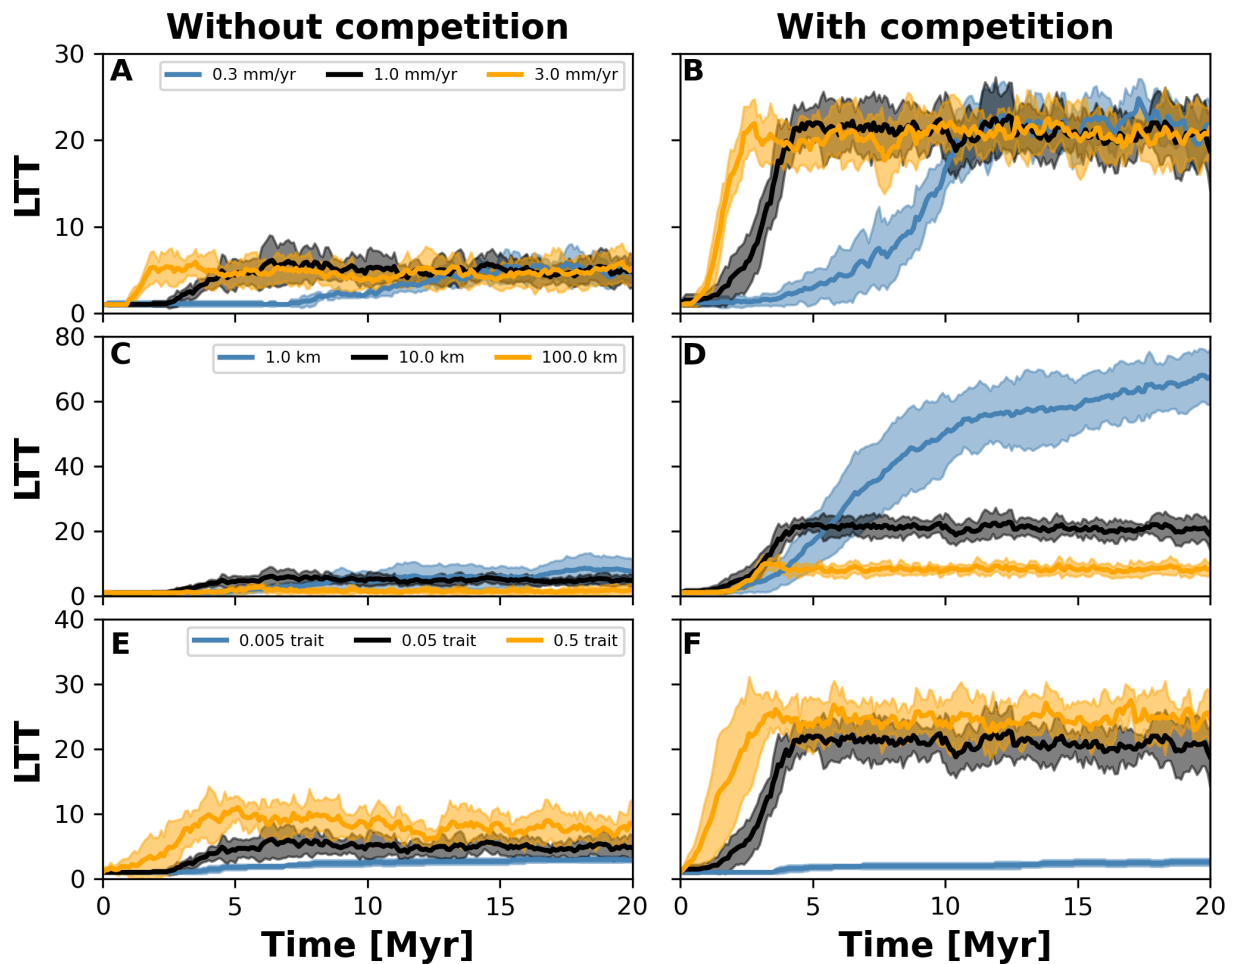 Without competition
With competition
A
0.3 mm/yr
1.0 mm/yr
3.0 mm/yr
B
LTT
30
20
10
0
C
1.0 km
10.0 km
100.0 km
D
LTT
80
60
40
20
0
E
0.005 trait
0.05 trait
0.5 trait
F
LTT
40
30
20
10
0
0 5 10 15 20
0 5 10 15 20
Time [Myr]
Time [Myr]